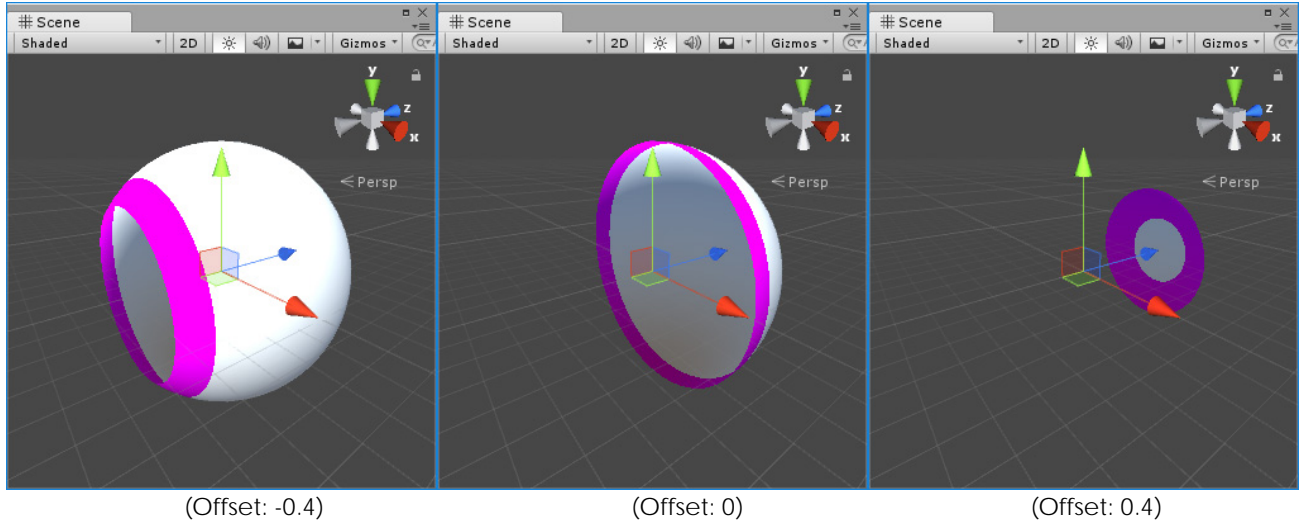 Scene
Shaded 2D Gizmos
y
z
x
Persp
(Offset: -0.4)
Scene
Shaded 2D Gizmos
y
z
x
Persp
(Offset: 0)
Scene
Shaded 2D Gizmos
y
z
x
Persp
(Offset: 0.4)